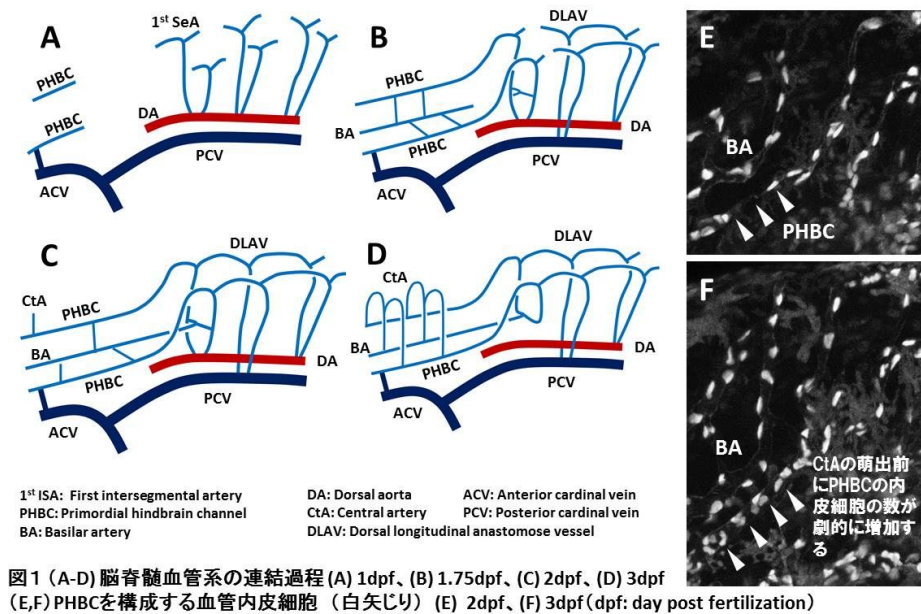 A
1st SeA
PHBC
PHBC
DA
PCV
ACV
B
DLAV
PHBC
BA
PHBC
DA
PCV
ACV
C
DLAV
CtA
PHBC
BA
PHBC
DA
PCV
ACV
D
DLAV
BA
PHBC
DA
PCV
ACV
1st ISA: First intersegmental artery
PHBC: Primordial hindbrain channel
BA: Basilar artery
DA: Dorsal aorta
CtA: Central artery
DLAV: Dorsal longitudinal anastomose vessel
ACV: Anterior cardinal vein
PCV: Posterior cardinal vein
E
BA
PHBC
F
BA
CtAの萌出前
にPHBCの内
皮細胞の数が
劇的に増加す
る
図1 (A-D) 脳脊髄血管系の連結過程 (A) 1dpf、(B) 1.75dpf、(C) 2dpf、(D) 3dpf
(E,F) PHBCを構成する血管内皮細胞 (白矢じり) (E) 2dpf、(F) 3dpf (dpf: day post fertilization)